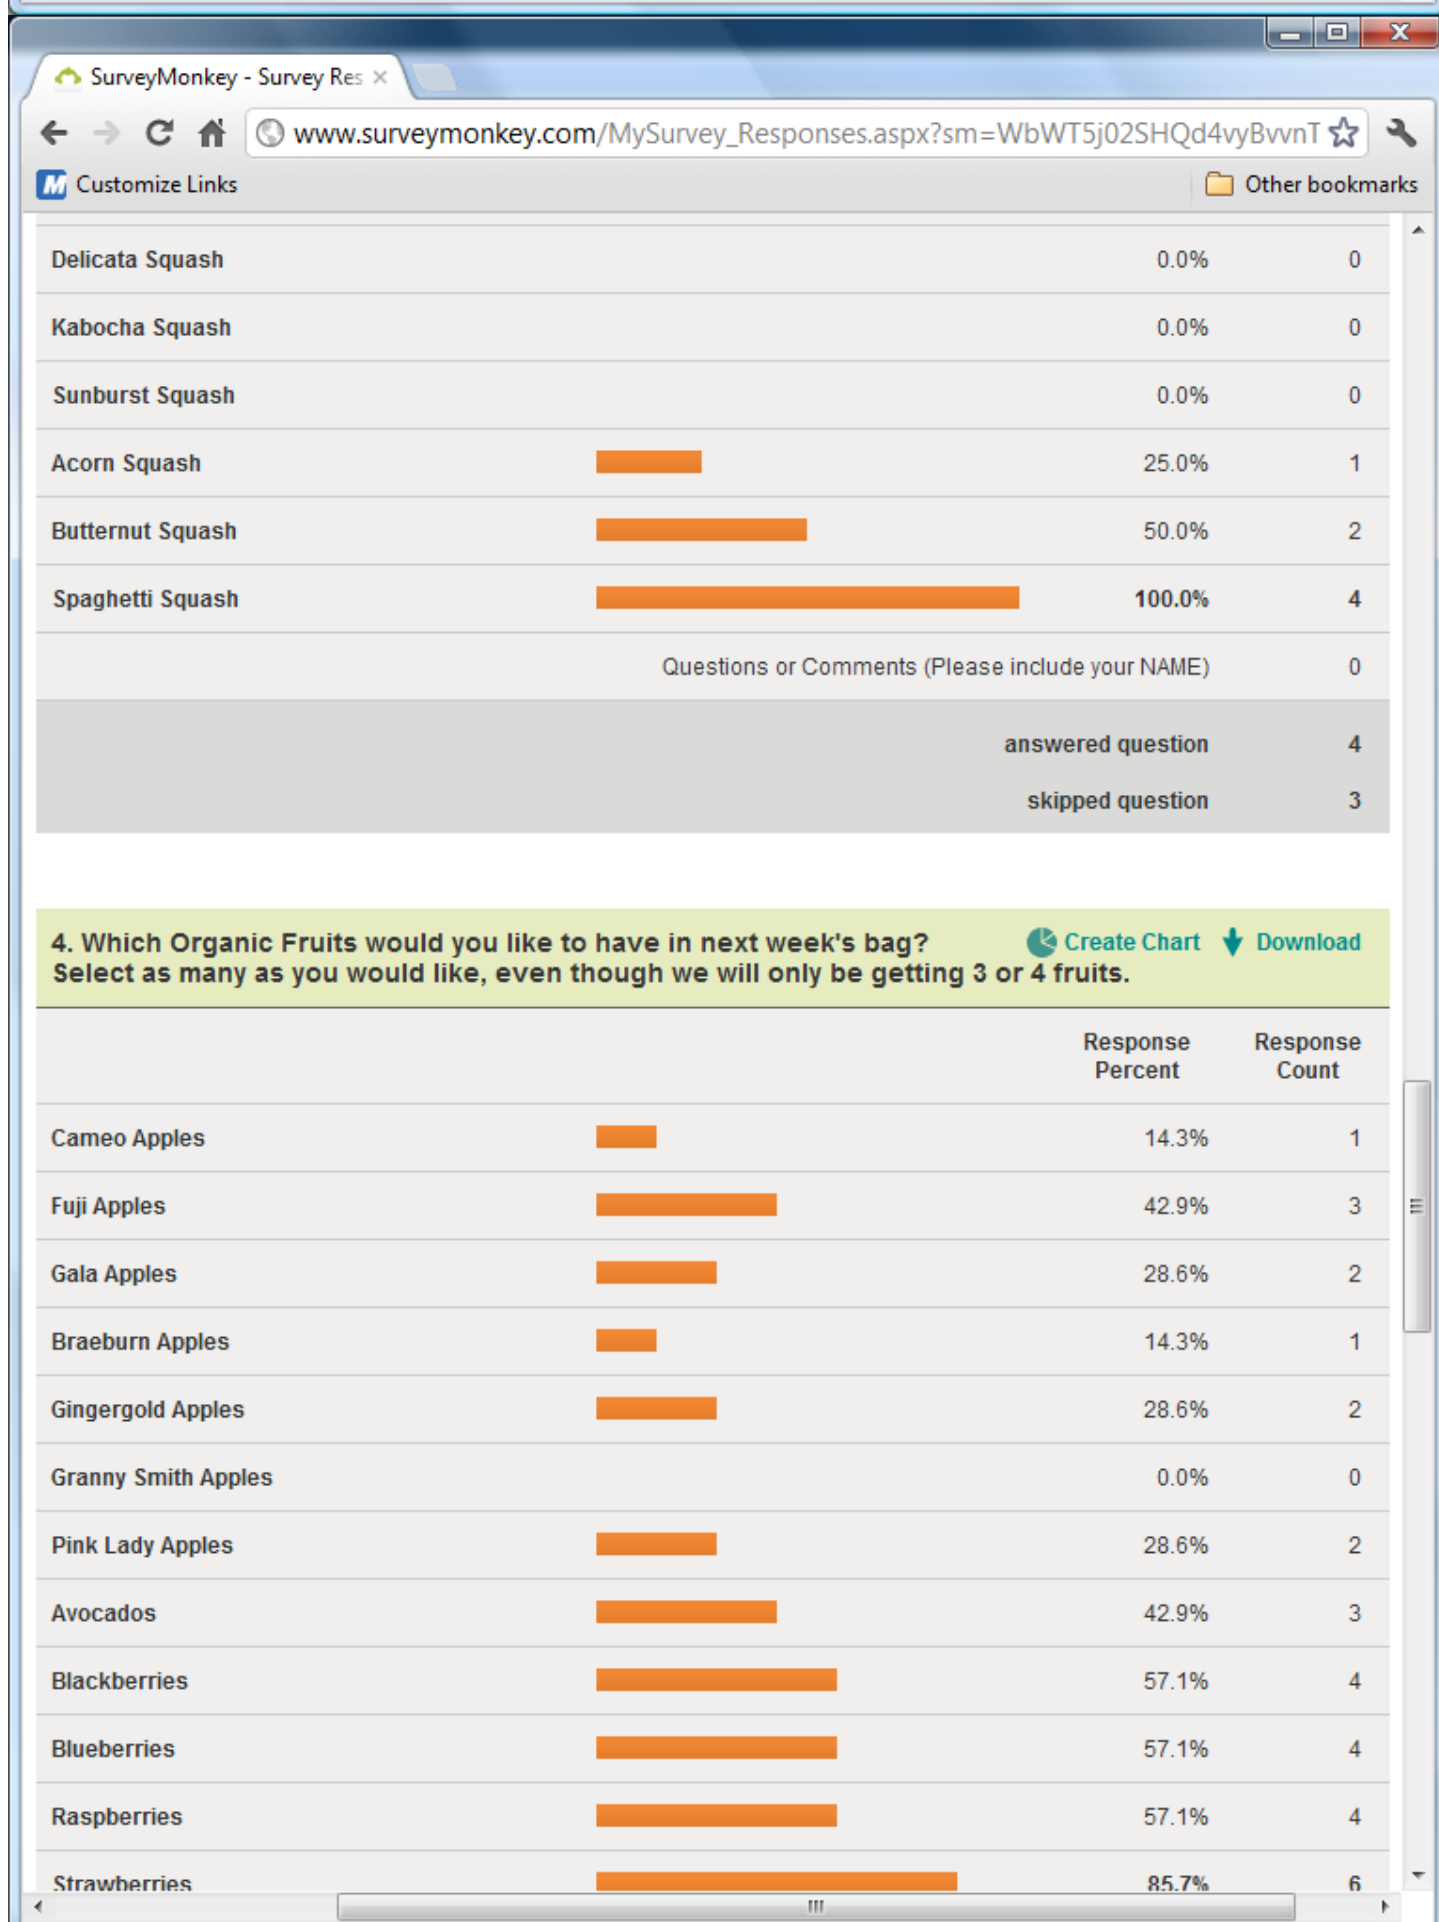 SurveyMonkey - Survey Res
www.surveymonkey.com/MySurvey_Responses.aspx?sm=WbWT5j02SHQd4vyBvvnT
Customize Links Other bookmarks
Delicata Squash 0.0% 0
Kabocha Squash 0.0% 0
Sunburst Squash 0.0% 0
Acorn Squash 25.0% 1
Butternut Squash 50.0% 2
Spaghetti Squash 100.0% 4
Questions or Comments (Please include your NAME) 0
answered question 4
skipped question 3
4. Which Organic Fruits would you like to have in next week's bag? Create Chart Download
Select as many as you would like, even though we will only be getting 3 or 4 fruits.
Response Response
Percent Count
Cameo Apples 14.3% 1
Fuji Apples 42.9% 3
Gala Apples 28.6% 2
Braeburn Apples 14.3% 1
Gingergold Apples 28.6% 2
Granny Smith Apples 0.0% 0
Pink Lady Apples 28.6% 2
Avocados 42.9% 3
Blackberries 57.1% 4
Blueberries 57.1% 4
Raspberries 57.1% 4
Strawberries 85.7% 6